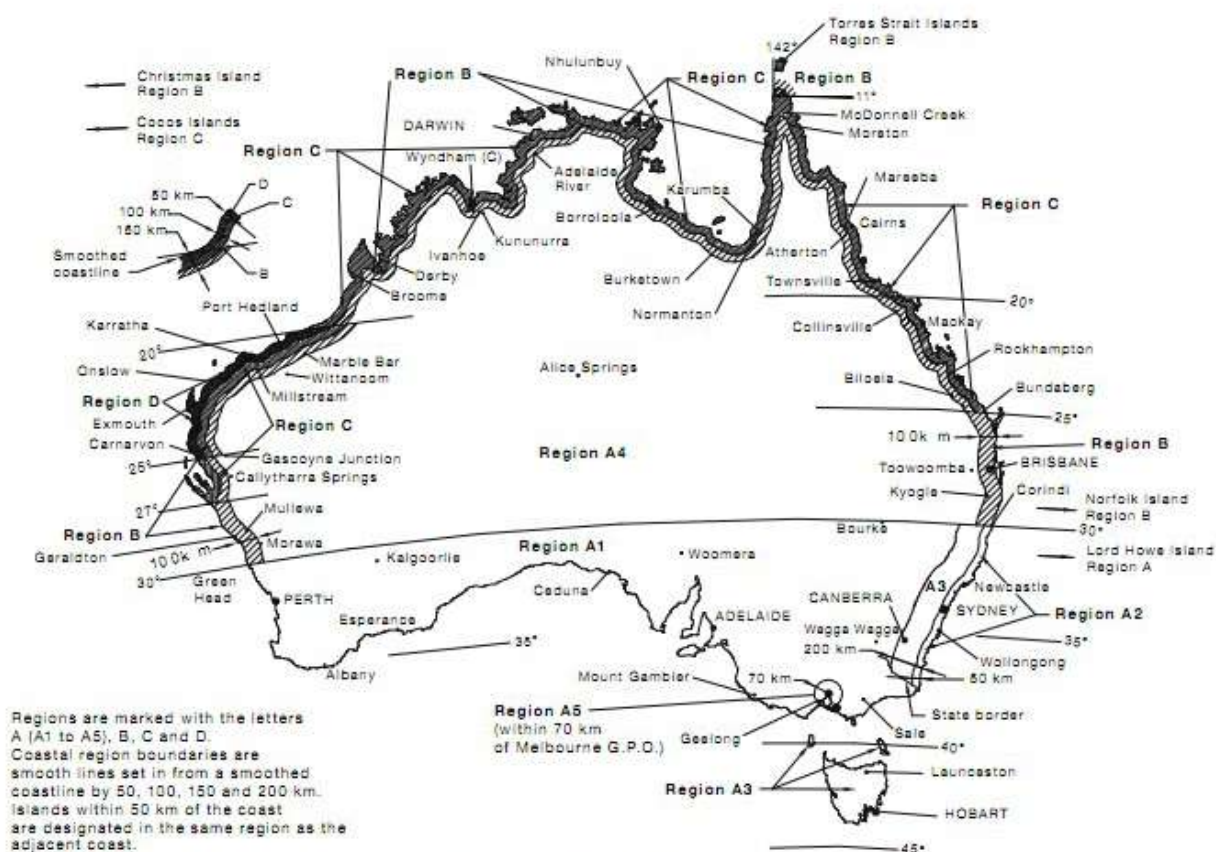 Torres Strait Islands
Region B
142°
Nhulunbuy
Christmas Island
Region B
Region B
Region C
Region B
11°
Cocos Islands
Region C
DARWIN
McDonnell Creek
Moreton
Region C
Wyndham (C)
Adelaide
River
Karumba
Mareeba
50 km
D
C
100 km
150 km
Borroloola
Cairns
Region C
Smoothed
coastline
B
Ivanhoe
Kununurra
Atherton
Derby
Burketown
Townsville
Broome
Port Hedland
20°
Normanton
Collinsville
Mackay
Karratha
20°
Marble Bar
Rockhampton
Onslow
Wittanoom
Alice Springs
Biloela
Millstream
Bundaberg
Region D
Exmouth
25°
Region C
Carnarvon
100k m
Region B
Gascoyne Junction
Region A4
25°
Toowoomba
BRISBANE
Callytharra Springs
Kyogle
Corindi
27°
Norfolk Island
Region B
Mullewa
Region B
Bourke
30°
Geraldton
100k m
Morawa
Region A1
Woomera
Lord Howe Island
Region A
30°
Kalgoorlie
Green
Head
Ceduna
A3
Newcastle
PERTH
CANBERRA
SYDNEY
Region A2
Esperance
ADELAIDE
Wagga Wagga
35°
35°
200 km
Wollongong
Albany
Mount Gambier
70 km
50 km
Region A5
(within 70 km
of Melbourne G.P.O.)
State border
Geelong
Sale
40°
Launceston
Region A3
HOBART
45°
Regions are marked with the letters
A (A1 to A5), B, C and D.
Coastal region boundaries are
smooth lines set in from a smoothed
coastline by 50, 100, 150 and 200 km.
Islands within 50 km of the coast
are designated in the same region as the
adjacent coast.